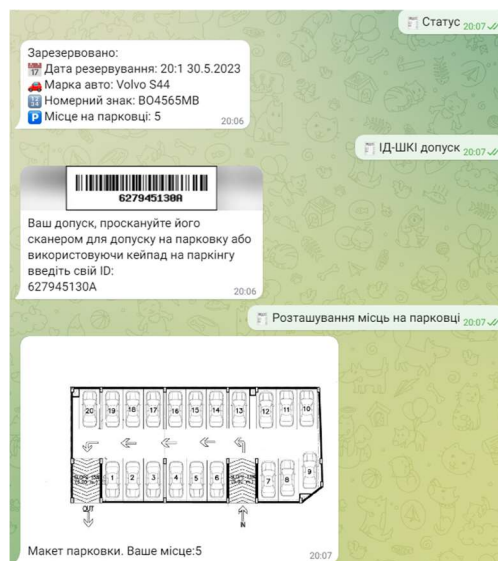 Статус 20:07
Зарезервовано:
Дата резервування: 20:1 30.5.2023
Марка авто: Volvo S44
Номерний знак: BO4565MB
Місце на парковці: 5
20:06
ІД-ШКІ допуск 20:07
627945130A
Ваш допуск, проскануйте його
сканером для допуску на парковку або
використовуючи кейпад на паркінгу
введіть свій ID:
627945130A
20:06
Розташування місць на парковці 20:07
20 19 18 17 16 15 14 13 12 11 10
1 2 3 4 5 6 7 8 9
OUT IN
Макет парковки. Ваше місце:5
20:07